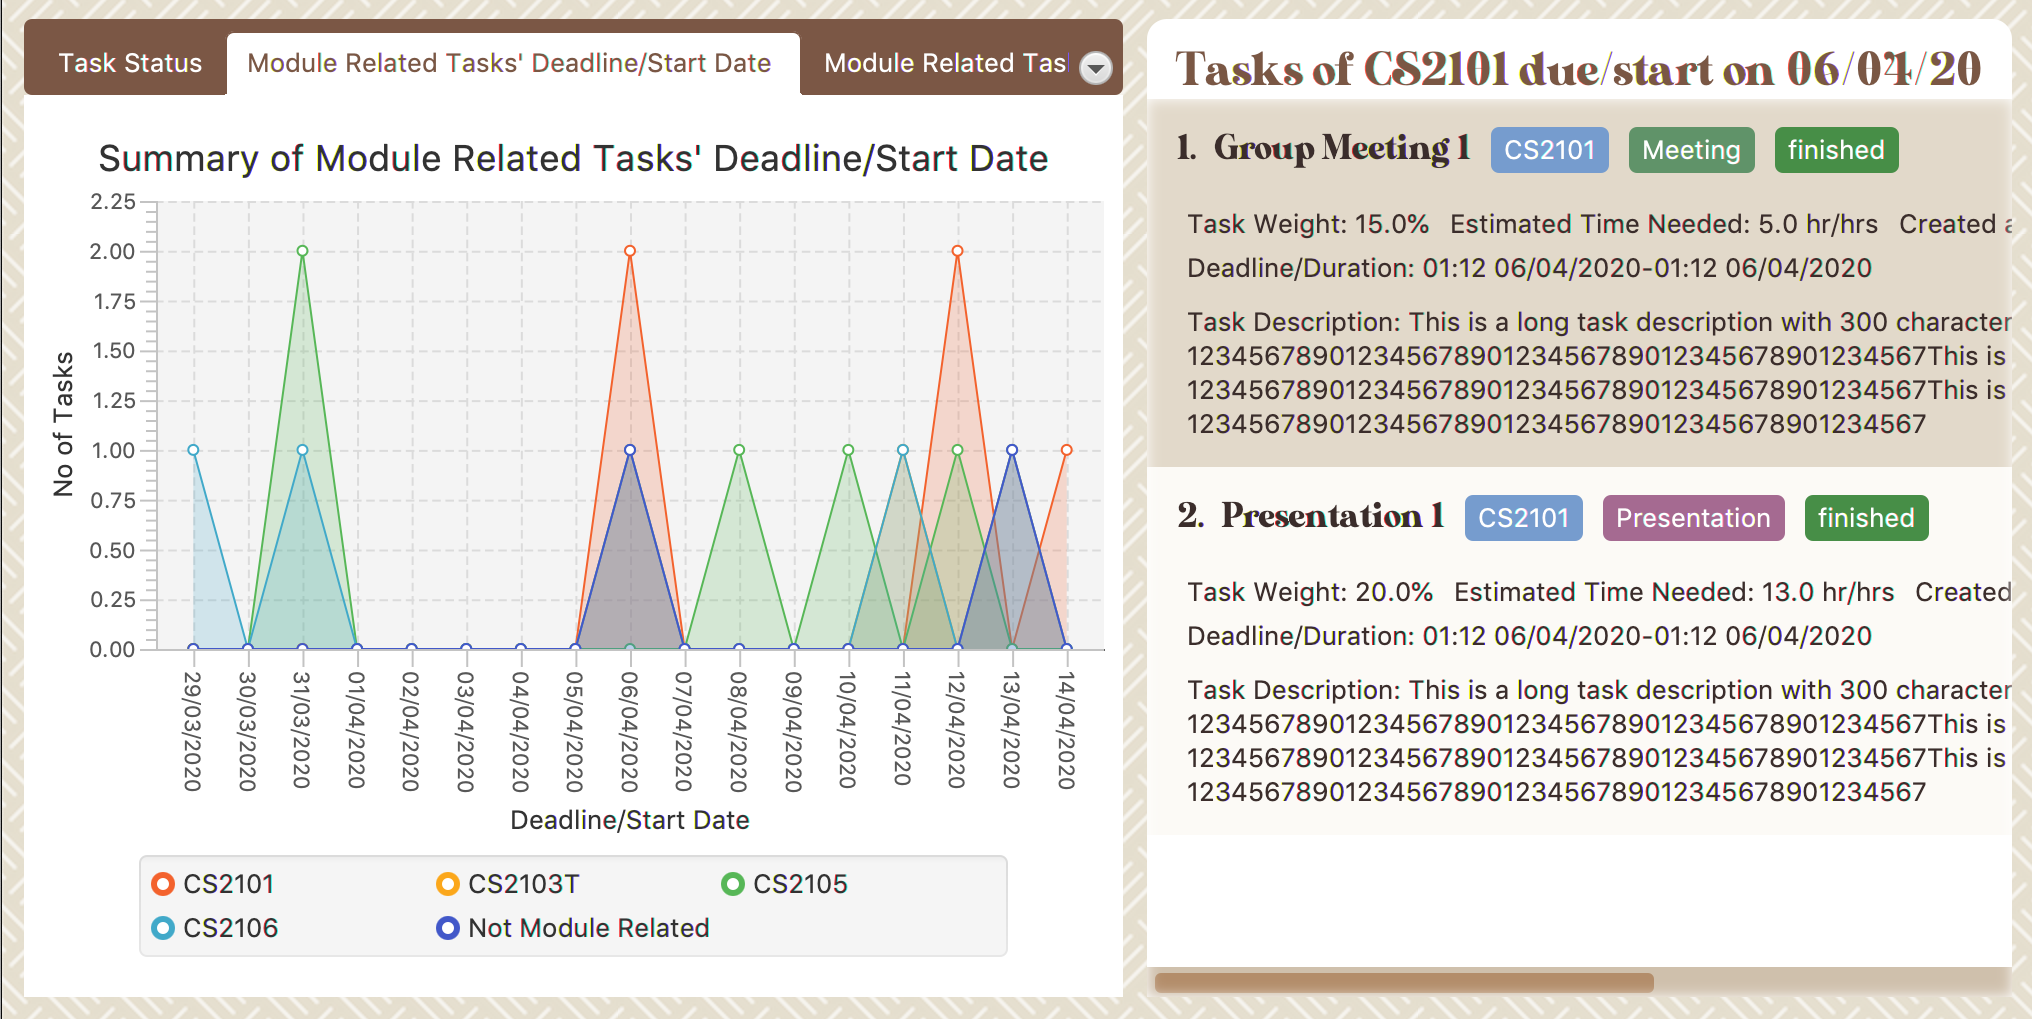 Task Status
Module Related Tasks' Deadline/Start Date
Module Related Tas
Summary of Module Related Tasks' Deadline/Start Date
No of Tasks
2.25
2.00
1.75
1.50
1.25
1.00
0.75
0.50
0.25
0.00
29/03/2020
30/03/2020
31/03/2020
01/04/2020
02/04/2020
03/04/2020
04/04/2020
05/04/2020
06/04/2020
07/04/2020
08/04/2020
09/04/2020
10/04/2020
11/04/2020
12/04/2020
13/04/2020
14/04/2020
Deadline/Start Date
CS2101
CS2103T
CS2105
CS2106
Not Module Related
Tasks of CS2101 due/start on 06/04/20
1. Group Meeting 1 CS2101 Meeting finished
Task Weight: 15.0% Estimated Time Needed: 5.0 hr/hrs Created a
Deadline/Duration: 01:12 06/04/2020-01:12 06/04/2020
Task Description: This is a long task description with 300 character
12345678901234567890123456789012345678901234567This is
12345678901234567890123456789012345678901234567This is
12345678901234567890123456789012345678901234567
2. Presentation 1 CS2101 Presentation finished
Task Weight: 20.0% Estimated Time Needed: 13.0 hr/hrs Created
Deadline/Duration: 01:12 06/04/2020-01:12 06/04/2020
Task Description: This is a long task description with 300 character
12345678901234567890123456789012345678901234567This is
12345678901234567890123456789012345678901234567This is
12345678901234567890123456789012345678901234567